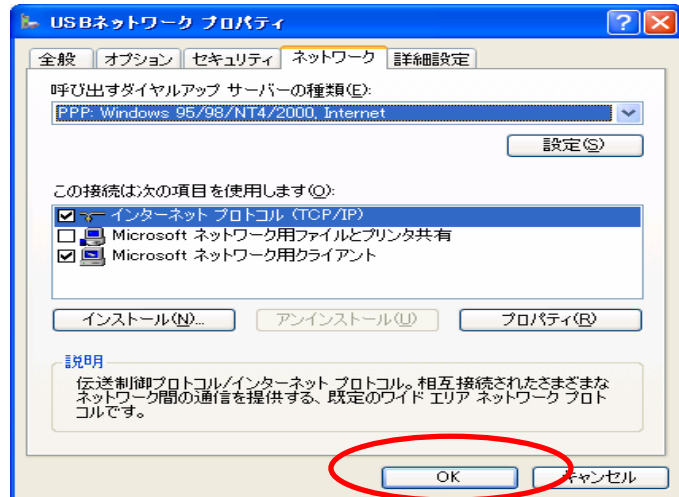 USBネットワーク プロパティ
全般 オプション セキュリティ ネットワーク 詳細設定
呼び出すダイヤルアップ サーバーの種類(E):
PPP: Windows 95/98/NT4/2000, Internet
設定(S)
この接続は次の項目を使用します(O):
インターネット プロトコル (TCP/IP)
Microsoft ネットワーク用ファイルとプリンタ共有
Microsoft ネットワーク用クライアント
インストール(N)... アンインストール(U) プロパティ(R)
説明
伝送制御プロトコル/インターネット プロトコル。相互接続されたさまざまな
ネットワーク間の通信を提供する、既定のワイド エリア ネットワーク プロト
コルです。
OK キャンセル